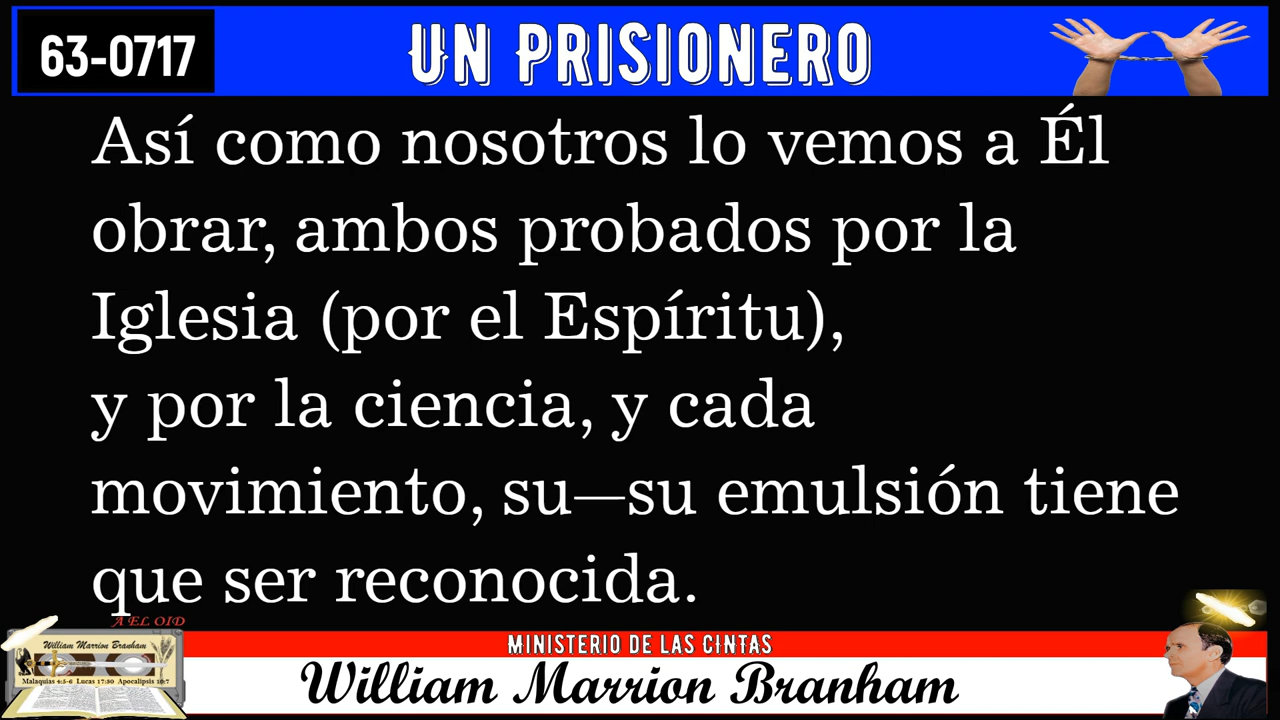 63-0717
UN PRISIONERO
Así como nosotros lo vemos a Él
obrar, ambos probados por la
Iglesia (por el Espíritu),
y por la ciencia, y cada
movimiento, su—su emulsión tiene
que ser reconocida.
A EL OID
William Marrion Branham
Malaquias 4:5-6 Lucas 17:30 Apocalipsis 10:7
MINISTERIO DE LAS CINTAS
William Marrion Branham